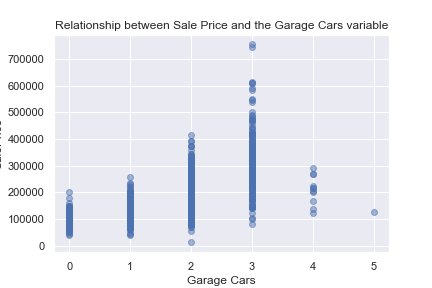 Relationship between Sale Price and the Garage Cars variable
700000
600000
500000
400000
300000
200000
100000
0
0 1 2 3 4 5
Garage Cars